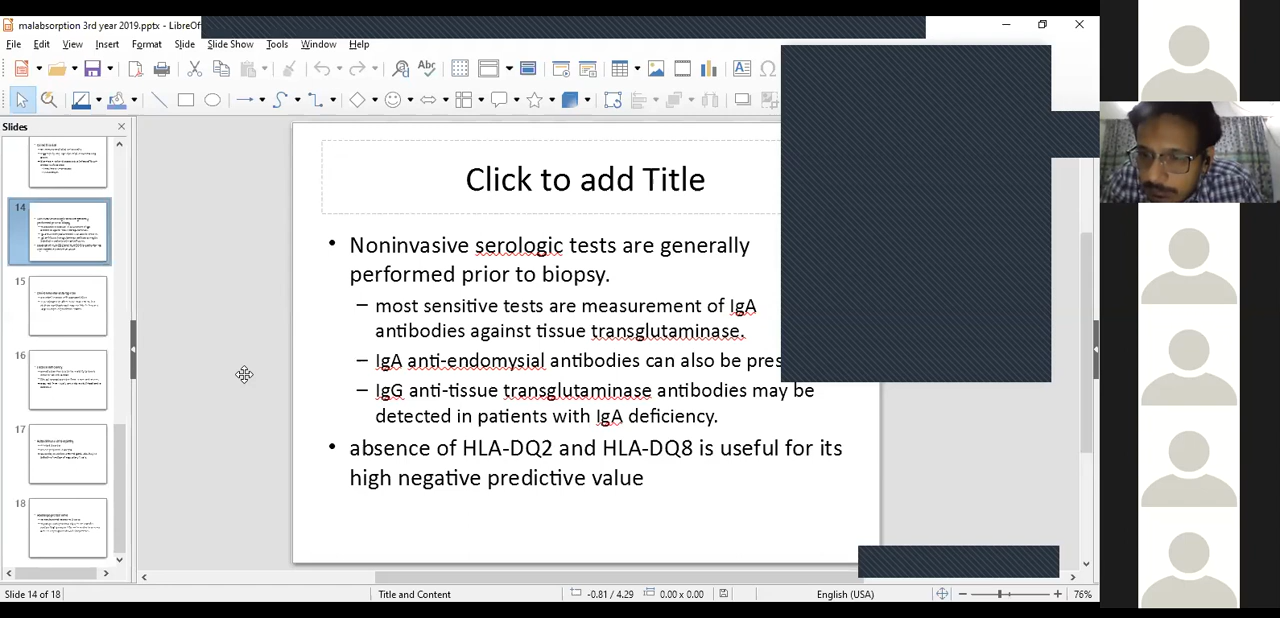 malabsorption 3rd year 2019.pptx - LibreOf
File Edit View Insert Format Slide Slide Show Tools Window Help
Abc
Slides
14
15
16
17
18
Click to add Title
• Noninvasive serologic tests are generally
performed prior to biopsy.
– most sensitive tests are measurement of IgA
antibodies against tissue transglutaminase.
– IgA anti-endomysial antibodies can also be pres
– IgG anti-tissue transglutaminase antibodies may be
detected in patients with IgA deficiency.
• absence of HLA-DQ2 and HLA-DQ8 is useful for its
high negative predictive value
Slide 14 of 18 Title and Content -0.81 / 4.29 0.00 x 0.00 English (USA) 76%